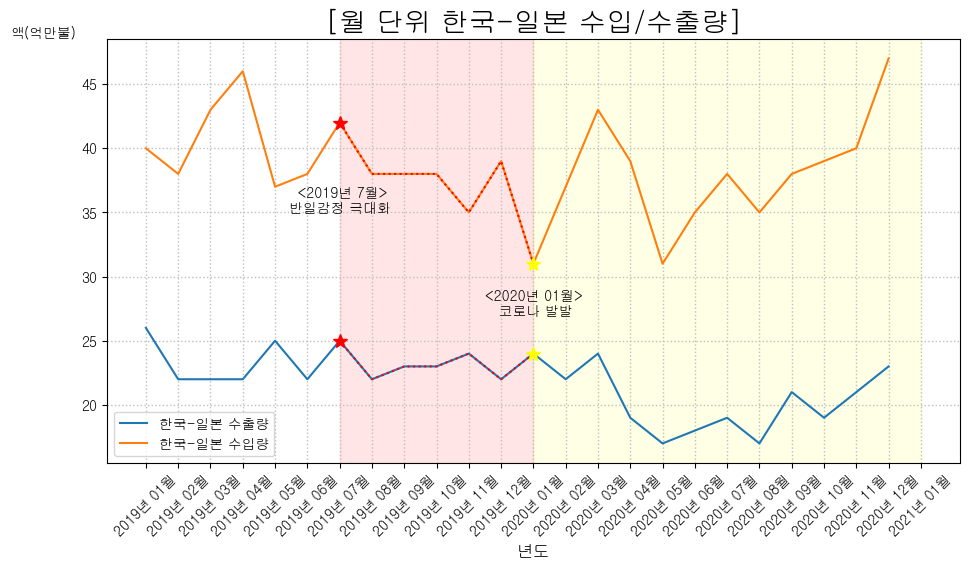 [월 단위 한국-일본 수입/수출량]
액(억만불)
45
40
35
30
25
20
<2019년 7월>
반일감정 극대화
<2020년 01월>
코로나 발발
한국-일본 수출량
한국-일본 수입량
2019년 01월
2019년 02월
2019년 03월
2019년 04월
2019년 05월
2019년 06월
2019년 07월
2019년 08월
2019년 09월
2019년 10월
2019년 11월
2019년 12월
2020년 01월
2020년 02월
2020년 03월
2020년 04월
2020년 05월
2020년 06월
2020년 07월
2020년 08월
2020년 09월
2020년 10월
2020년 11월
2020년 12월
2021년 01월
년도